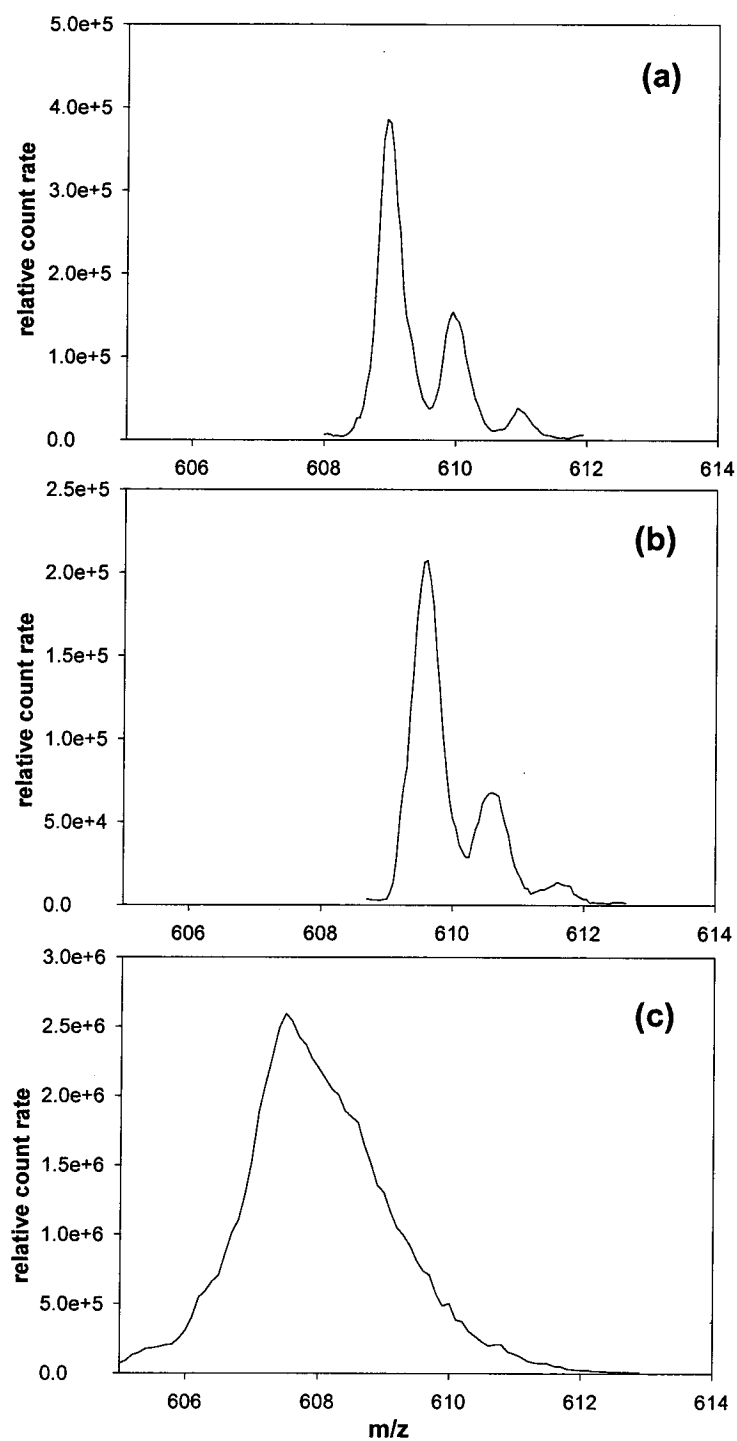 5.0e+5
(a)
4.0e+5
3.0e+5
2.0e+5
1.0e+5
0.0
relative count rate
606 608 610 612 614
2.5e+5
(b)
2.0e+5
1.5e+5
1.0e+5
5.0e+4
0.0
relative count rate
606 608 610 612 614
3.0e+6
(c)
2.5e+6
2.0e+6
1.5e+6
1.0e+6
5.0e+5
0.0
relative count rate
606 608 610 612 614
m/z